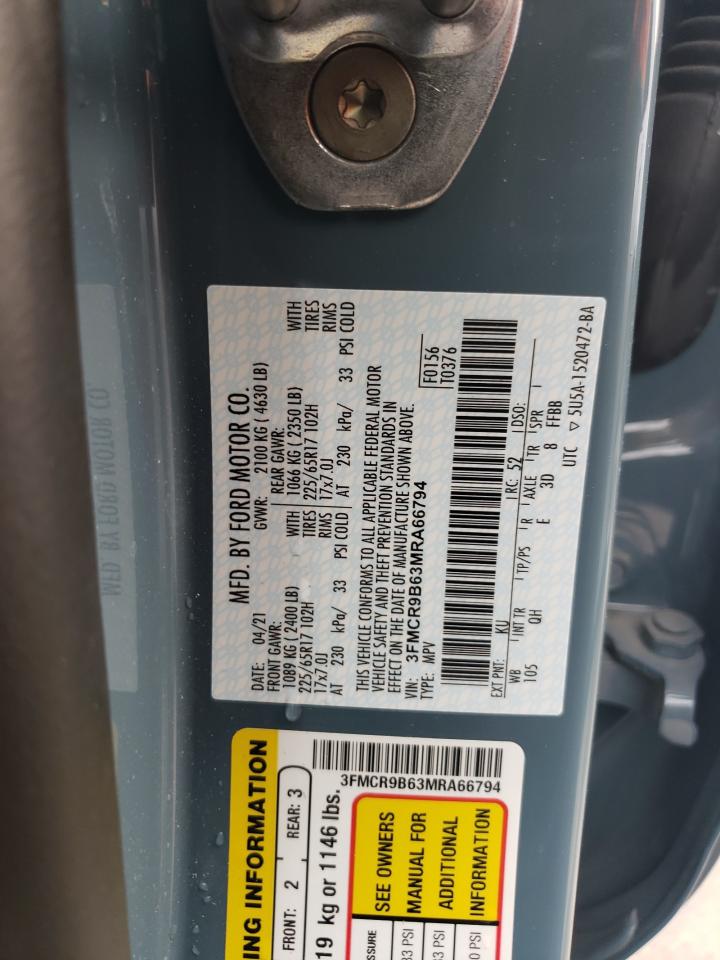 MFD. BY FORD MOTOR CO.
DATE: 04/21 GVWR: 2100 KG ( 4630 LB)
FRONT GAWR: REAR GAWR:
1089 KG ( 2400 LB) WITH 1066 KG ( 2350 LB) WITH
225/65R17 102H TIRES 225/65R17 102H TIRES
17x7.0J RIMS 17x7.0J RIMS
AT 230 kPa/ 33 PSI COLD AT 230 kPa/ 33 PSI COLD
THIS VEHICLE CONFORMS TO ALL APPLICABLE FEDERAL MOTOR
VEHICLE SAFETY AND THEFT PREVENTION STANDARDS IN
EFFECT ON THE DATE OF MANUFACTURE SHOWN ABOVE.
VIN: 3FMCR9B63MRA66794
TYPE: MPV
F0156
T0376
EXT PNT: KU RC: 52 DSO:
WB INT TR TP/PS R AXLE TR SPR
105 QH E 3D 8 FFBB
UTC ▽ 5U5A-1520472-BA
ING INFORMATION
FRONT: 2 REAR: 3
19 kg or 1146 lbs.
3FMCR9B63MRA66794
SEE OWNERS
MANUAL FOR
ADDITIONAL
INFORMATION
33 PSI
33 PSI
0 PSI